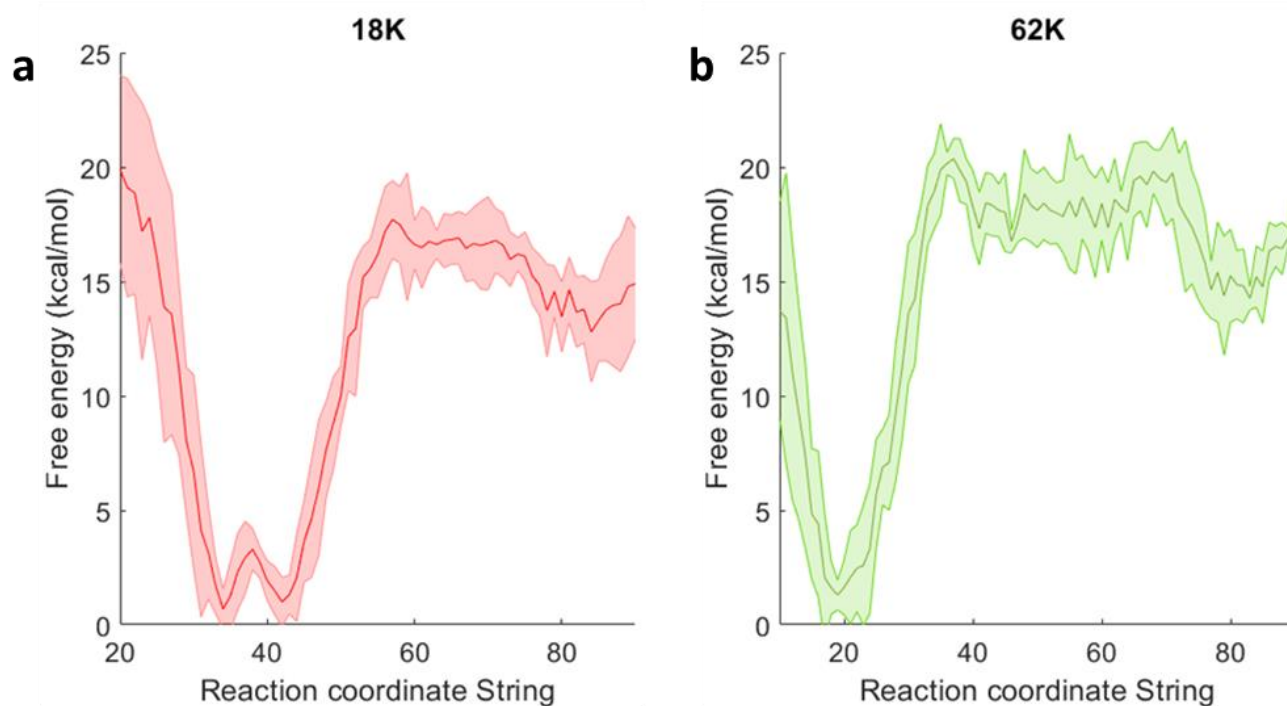 a
18K
25
20
15
10
5
0
20
40
60
80
Free energy (kcal/mol)
Reaction coordinate String
b
62K
25
20
15
10
5
0
20
40
60
80
Free energy (kcal/mol)
Reaction coordinate String